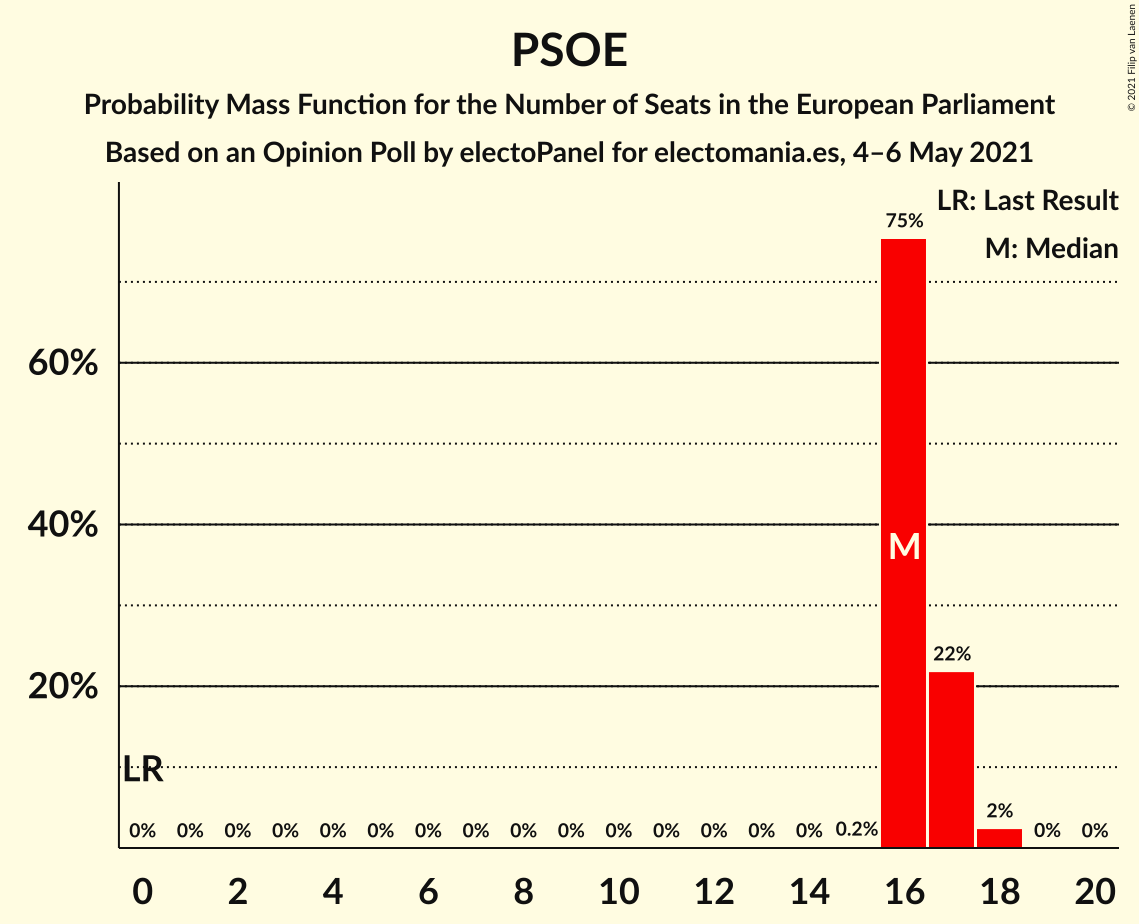 PSOE
Probability Mass Function for the Number of Seats in the European Parliament
Based on an Opinion Poll by electoPanel for electomania.es, 4–6 May 2021
© 2021 Filip van Laenen
LR: Last Result
M: Median
75%
60%
40%
M
22%
20%
LR
0% 0% 0% 0% 0% 0% 0% 0% 0% 0% 0% 0% 0% 0% 0% 0.2% 2% 0% 0%
0 2 4 6 8 10 12 14 16 18 20